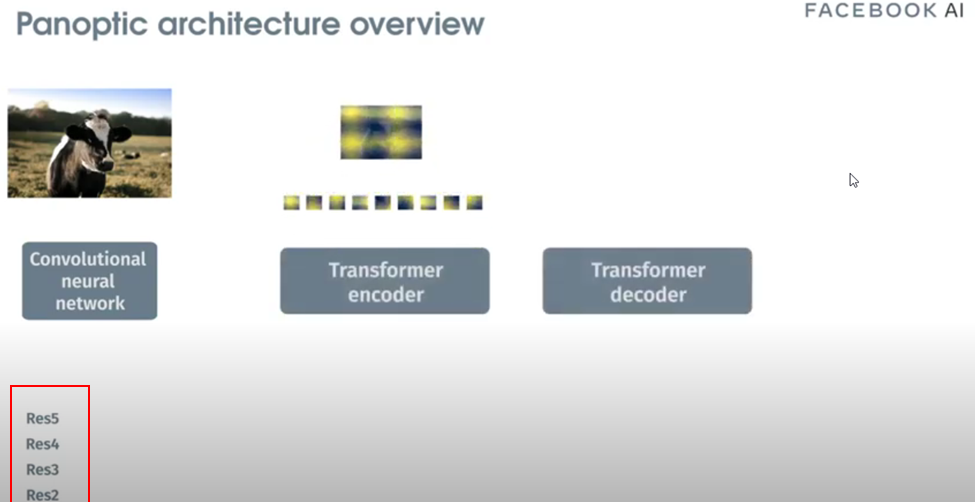 Panoptic architecture overview
FACEBOOK AI
Convolutional
neural
network
Transformer
encoder
Transformer
decoder
Res5
Res4
Res3
Res2